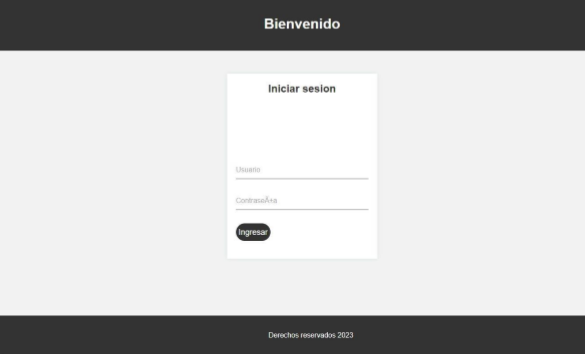 Bienvenido
Iniciar sesion
Usuario
ContraseÃ±a
Ingresar
Derechos reservados 2023